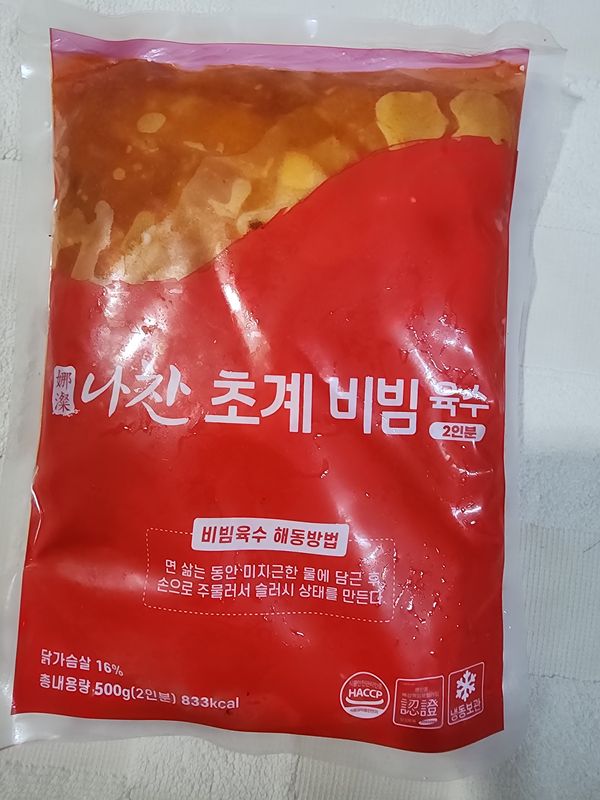 娜燦 나찬 초계 비빔 육수
2인분
비빔육수 해동방법
면 삶는 동안 미지근한 물에 담근 후
손으로 주물러서 슬러시 상태를 만든다.
닭가슴살 16%
총내용량 500g(2인분) 833kcal
HACCP
認證
냉동보관